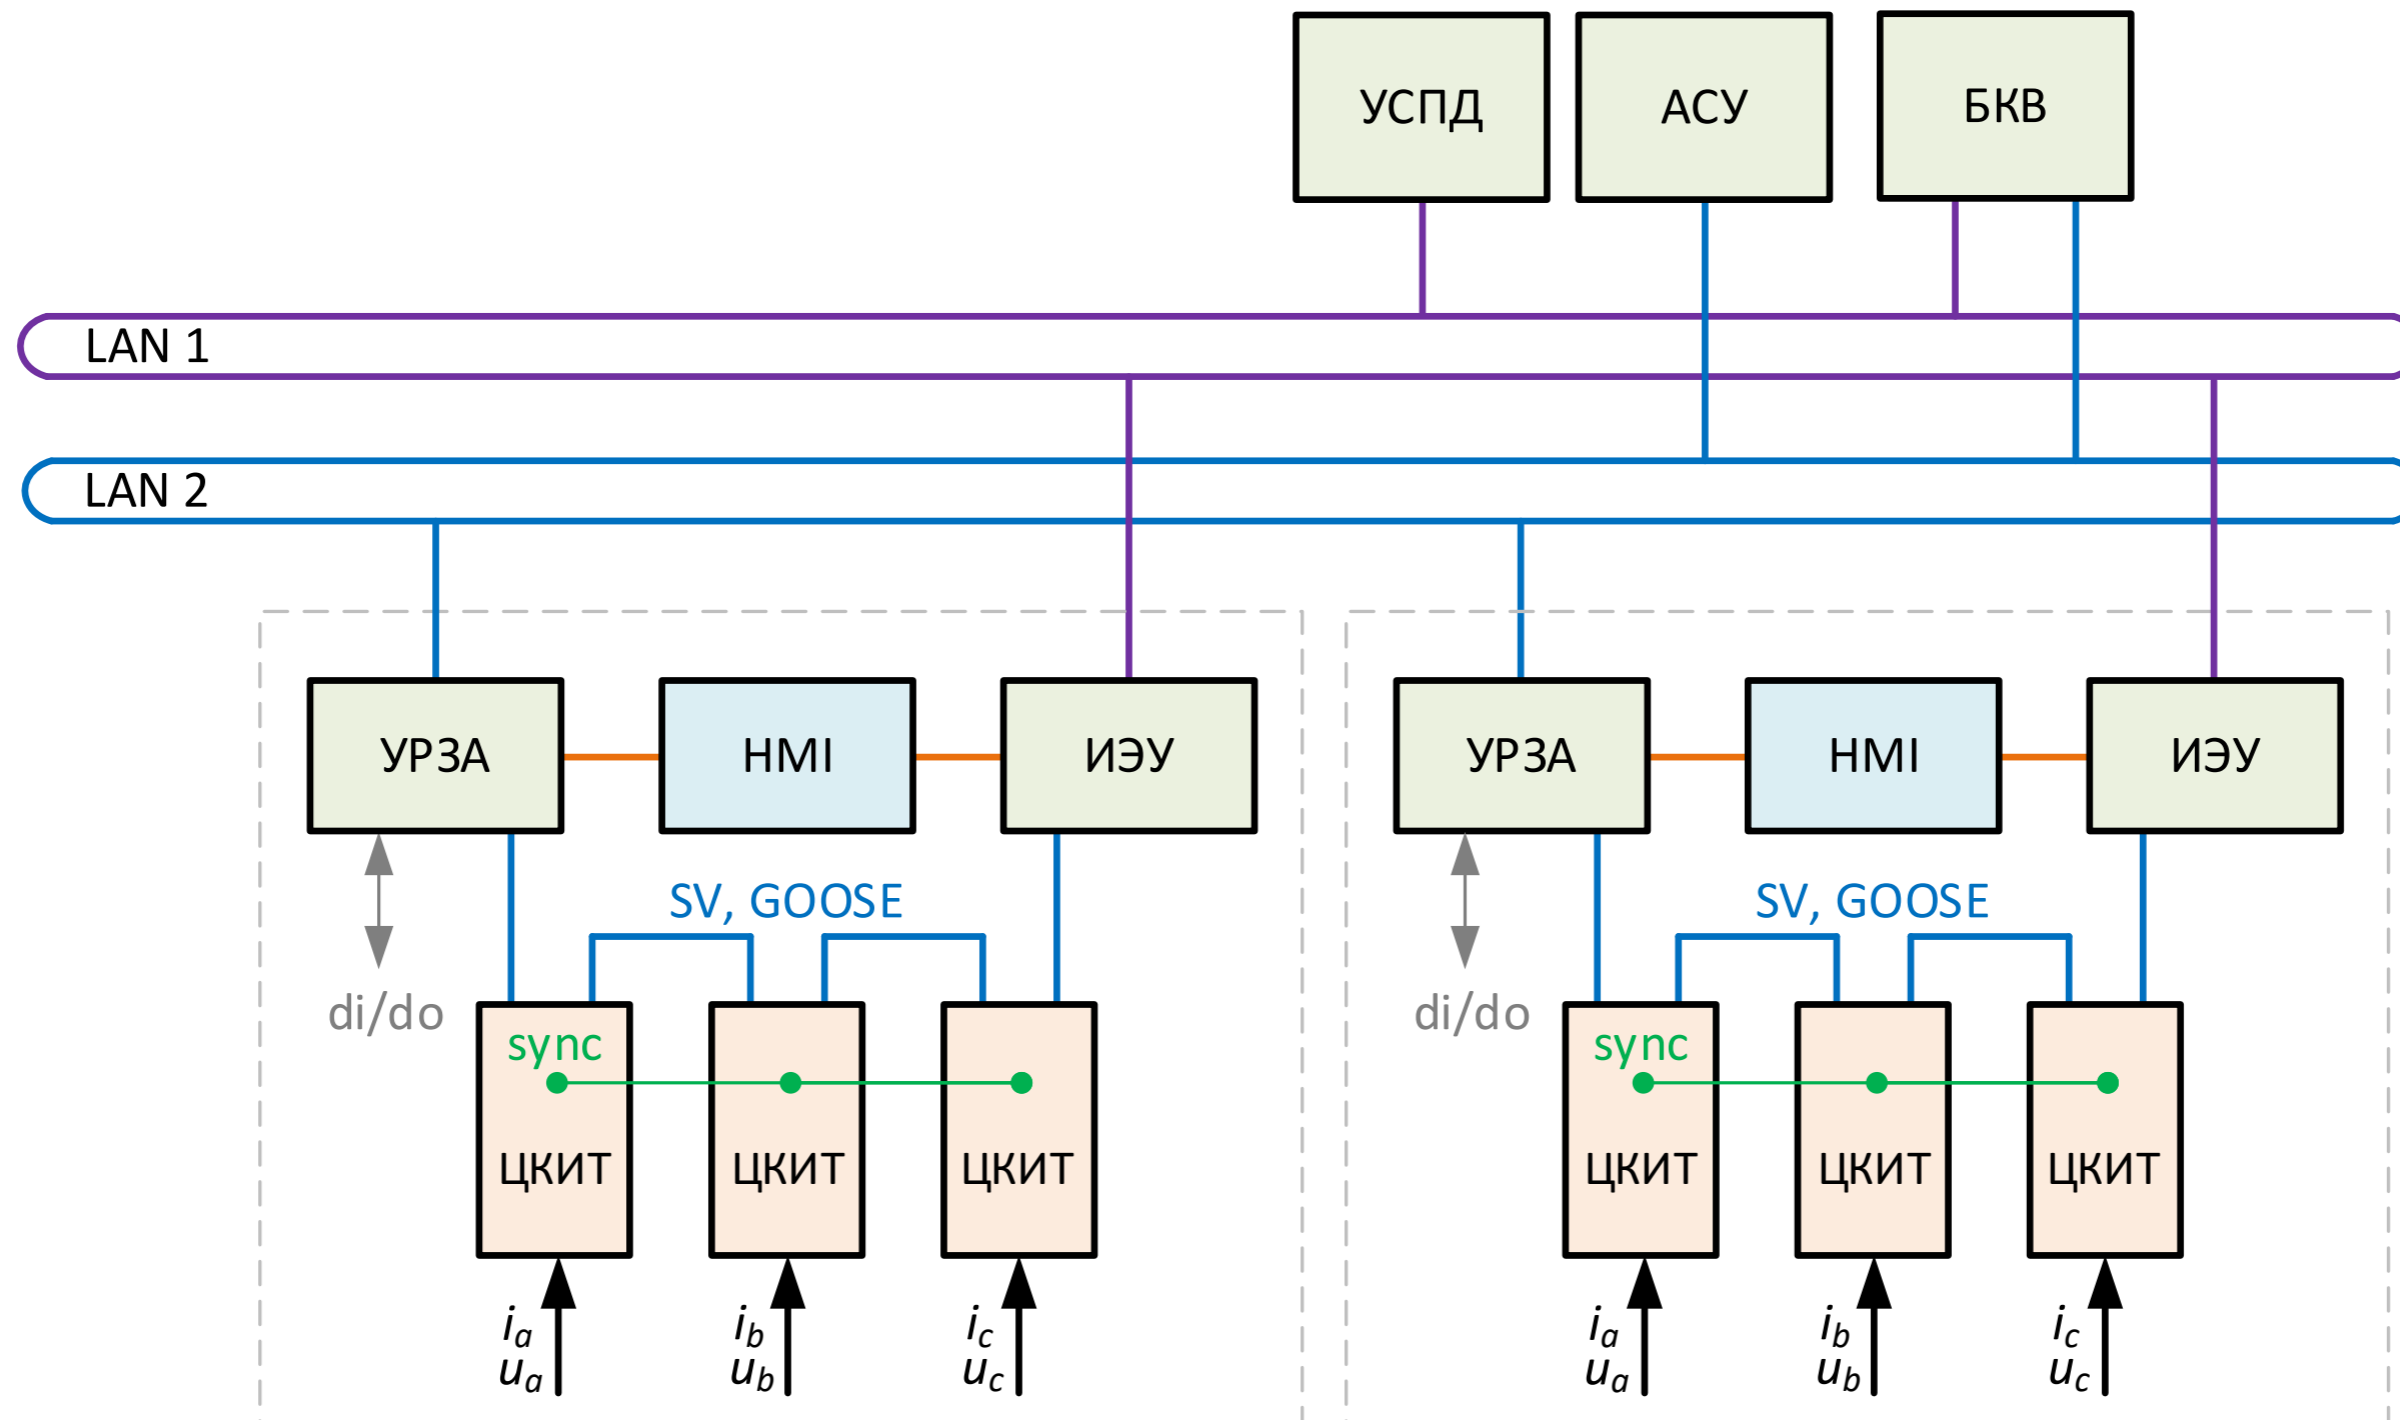 УСПД АСУ БКВ
LAN 1
LAN 2
УРЗА HMI ИЭУ УРЗА HMI ИЭУ
SV, GOOSE SV, GOOSE
di/do di/do
sync sync
ЦКИТ ЦКИТ ЦКИТ ЦКИТ ЦКИТ ЦКИТ
ia ib ic ia ib ic
ua ub uc ua ub uc